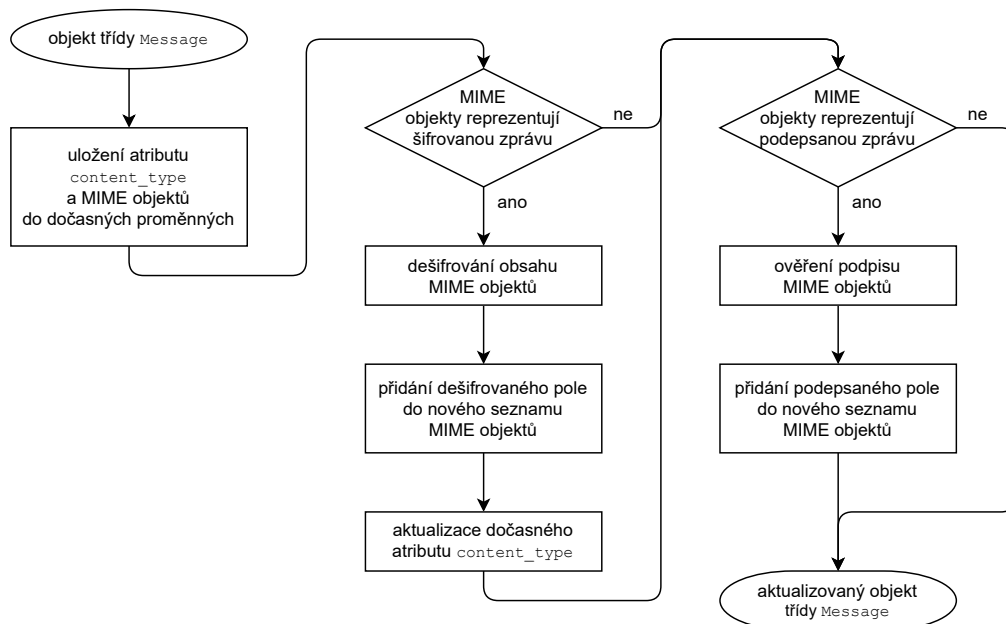 objekt třídy Message
uložení atributu
content_type
a MIME objektů
do dočasných proměnných
MIME
objekty reprezentují
šifrovanou zprávu
ne
ano
dešifrování obsahu
MIME objektů
přidání dešifrovaného pole
do nového seznamu
MIME objektů
aktualizace dočasného
atributu content_type
MIME
objekty reprezentují
podepsanou zprávu
ne
ano
ověření podpisu
MIME objektů
přidání podepsaného pole
do nového seznamu
MIME objektů
aktualizovaný objekt
třídy Message